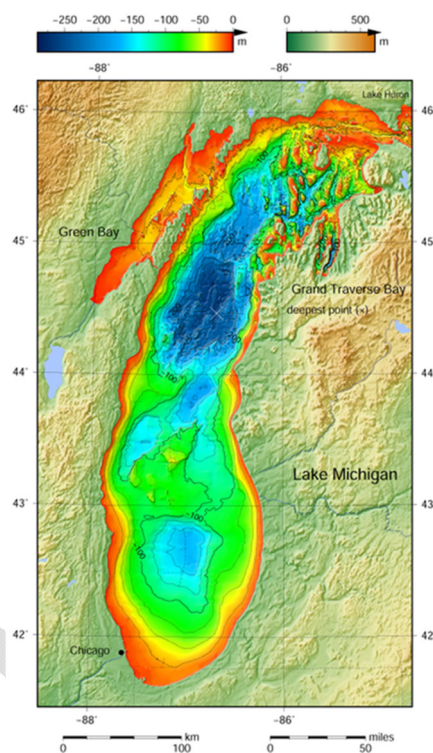 -250 -200 -150 -100 -50 0
m
0 500
m
-88° -86°
46° 46°
Lake Huron
-100
Green Bay
45° 45°
Grand Traverse Bay
deepest point (×)
44° 44°
-100
Lake Michigan
43° 43°
-100
-100
42° 42°
Chicago
-88° -86°
km miles
0 100 0 50